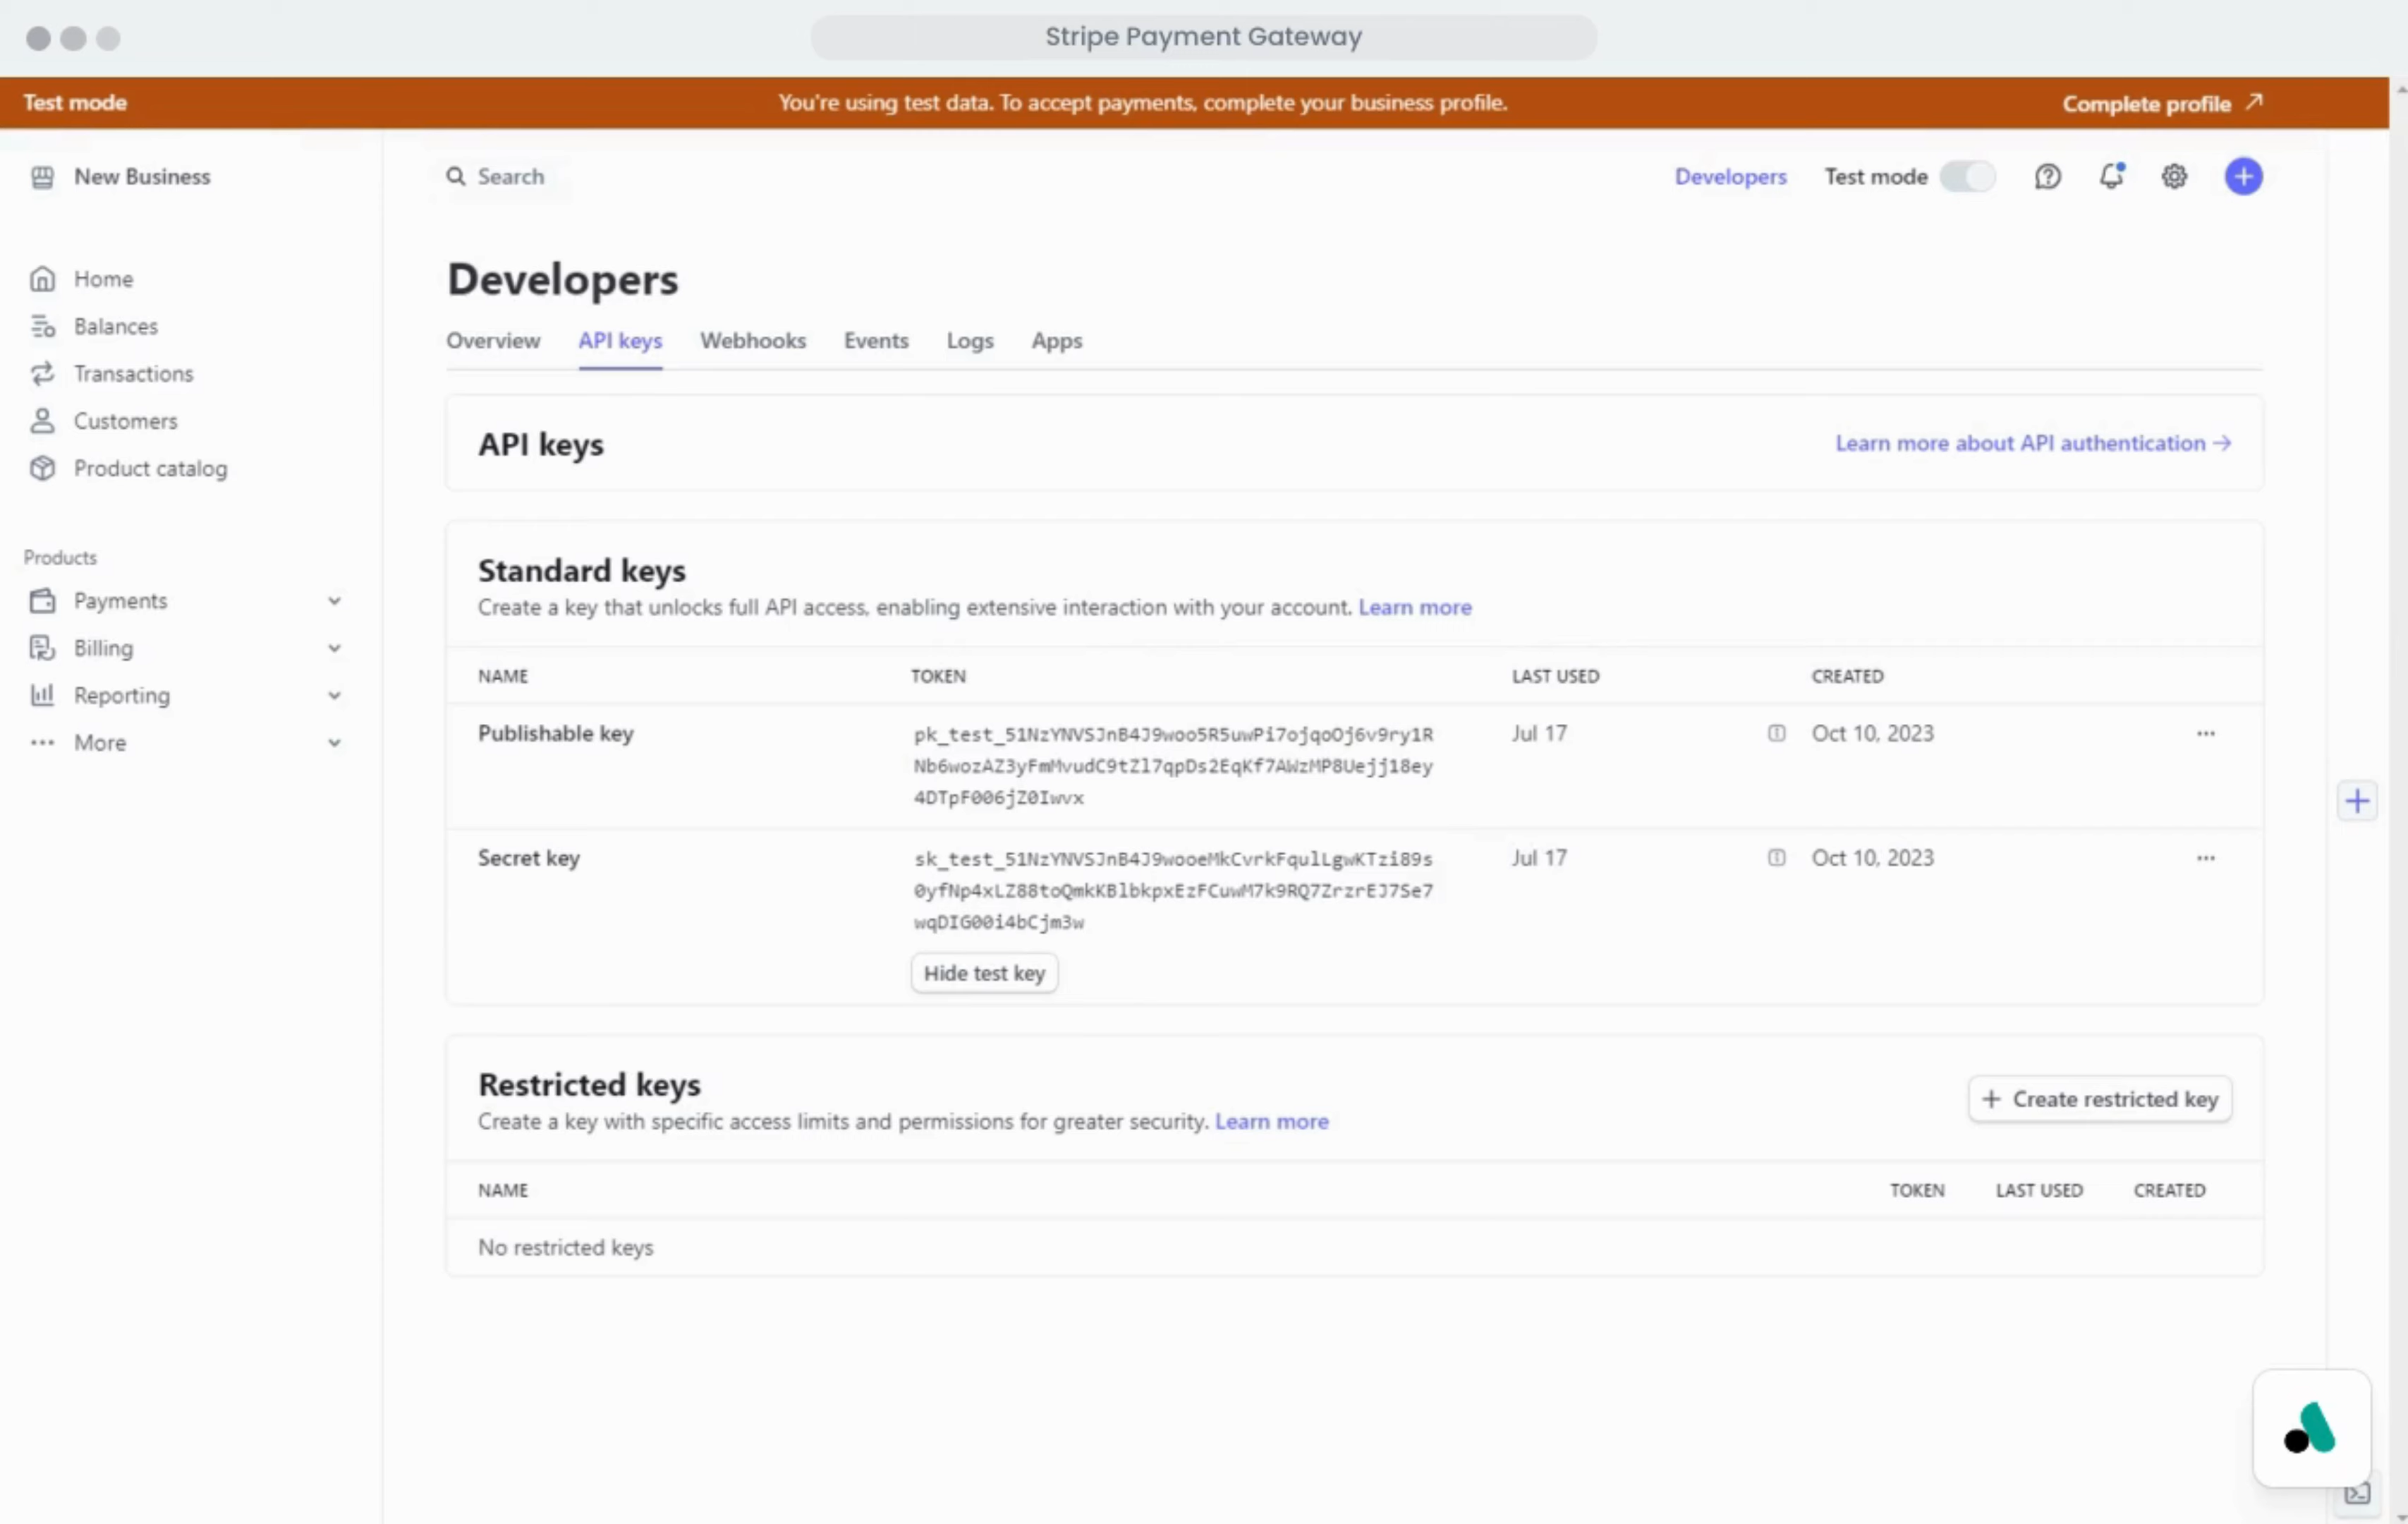 Stripe Payment Gateway
Test mode
You're using test data. To accept payments, complete your business profile.
Complete profile
New Business
Search
Developers
Test mode
Home
Balances
Transactions
Customers
Product catalog
Products
Payments
Billing
Reporting
More
Developers
Overview API keys Webhooks Events Logs Apps
API keys
Learn more about API authentication →
Standard keys
Create a key that unlocks full API access, enabling extensive interaction with your account. Learn more
NAME TOKEN LAST USED CREATED
Publishable key
pk_test_51NzYNVSJnB4J9woo5R5uwPi7ojqoOj6v9ry1R
Nb6wozAZ3yFmMvudC9tZl7qpDs2EqKf7AWzMP8Uejj18ey
4DTpF006jZ0Iwvx
Jul 17
Oct 10, 2023
Secret key
sk_test_51NzYNVSJnB4J9wooeMkCvrkFqulLgwKTzi89s
0yfNp4xLZ88toQmkKBlbkpxEzFCuwM7k9RQ7ZrzrEJ7Se7
wqDIG00i4bCjm3w
Jul 17
Oct 10, 2023
Hide test key
Restricted keys
Create a key with specific access limits and permissions for greater security. Learn more
+ Create restricted key
NAME TOKEN LAST USED CREATED
No restricted keys